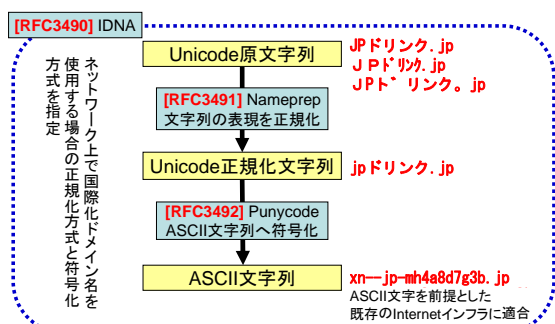 [RFC3490] IDNA
ネットワーク上で国際化ドメイン名を
使用する場合の正規化方式と符号化
方式を指定
Unicode原文字列
JPドリンク.jp
JPドリンク.jp
JPト゛リンク。jp
[RFC3491] Nameprep
文字列の表現を正規化
Unicode正規化文字列
jpドリンク.jp
[RFC3492] Punycode
ASCII文字列へ符号化
ASCII文字列
xn--jp-mh4a8d7g3b.jp
ASCII文字を前提とした
既存のInternetインフラに適合